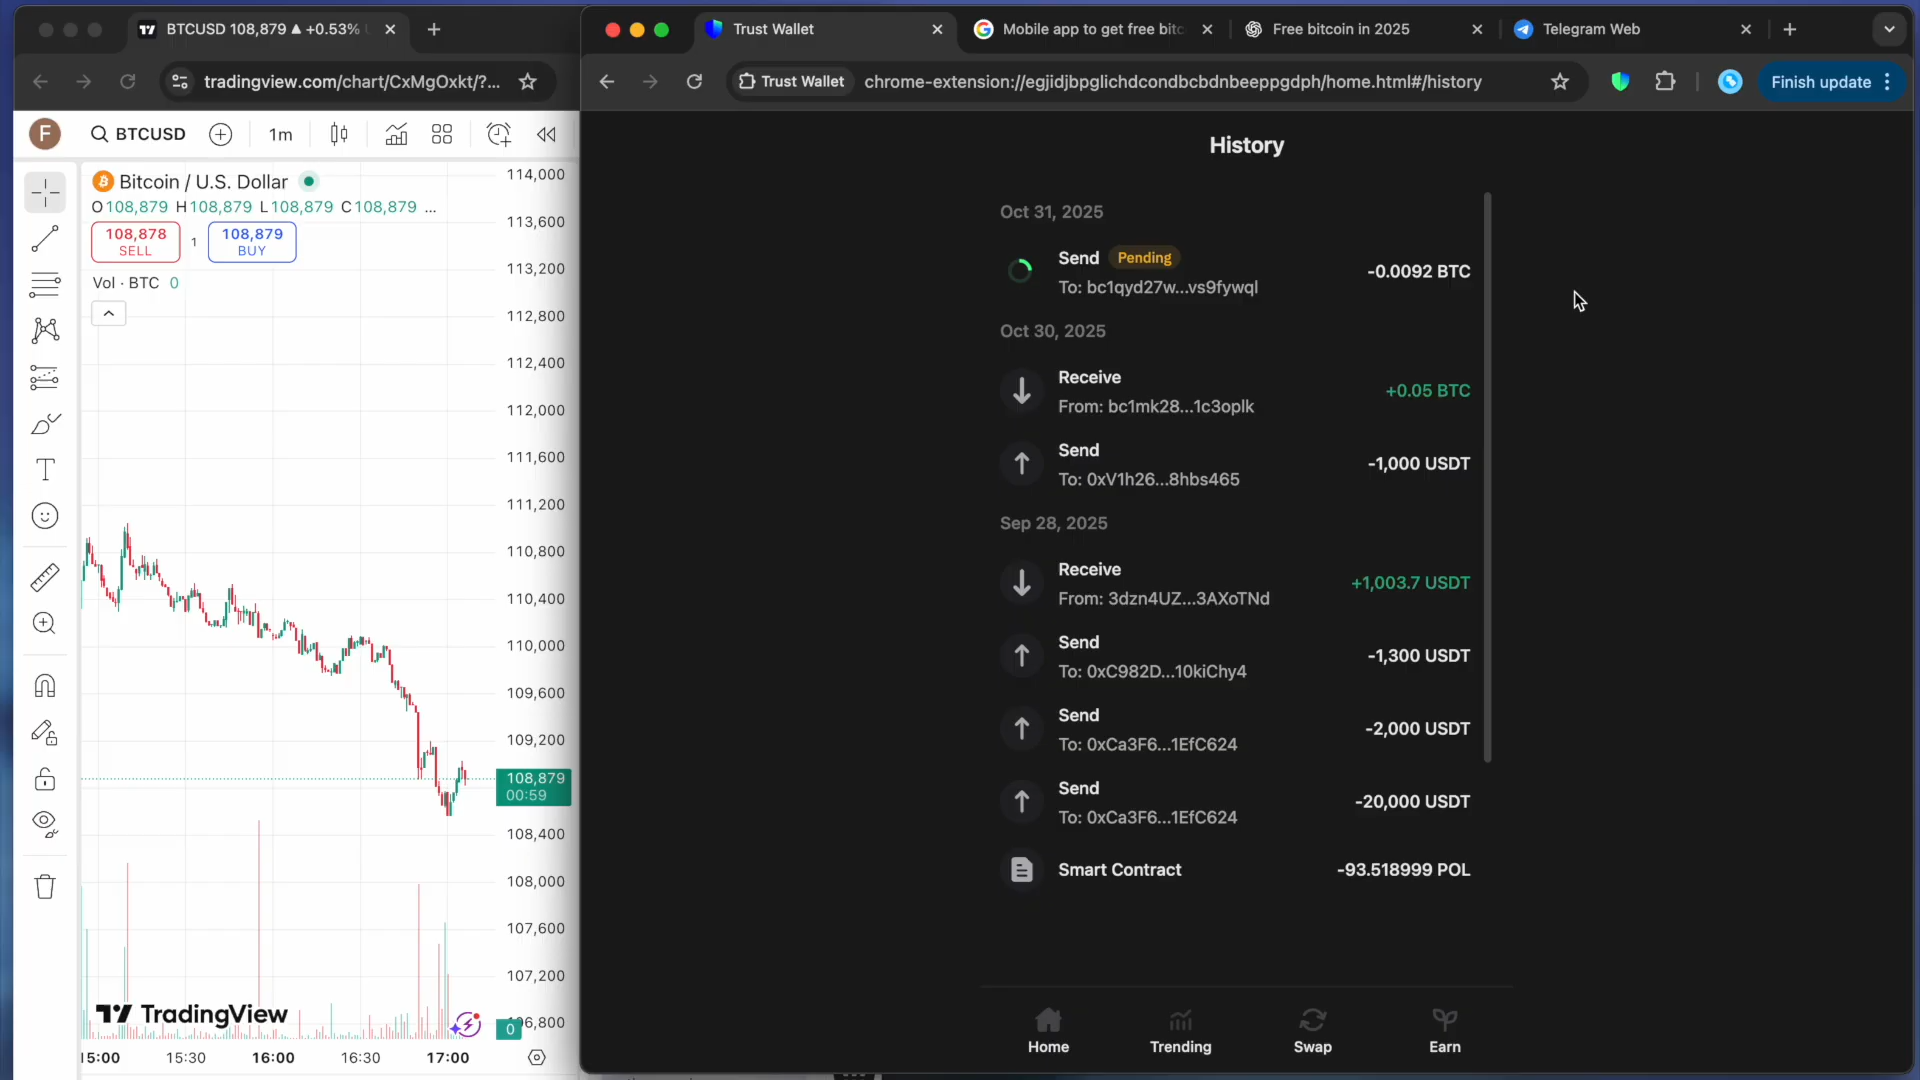 BTCUSD 108,879 ▲ +0.53%
tradingview.com/chart/CxMgOxkt/?...
F
BTCUSD
1m
Bitcoin / U.S. Dollar
O108,879 H108,879 L108,879 C108,879 ...
108,878
SELL
1
108,879
BUY
Vol · BTC 0
114,000
113,600
113,200
112,800
112,400
112,000
111,600
111,200
110,800
110,400
110,000
109,600
109,200
108,879
00:59
108,400
108,000
107,600
107,200
0
TradingView
15:00
15:30
16:00
16:30
17:00
Trust Wallet
Mobile app to get free bitc
Free bitcoin in 2025
Telegram Web
Trust Wallet
chrome-extension://egjidjbpglichdcondbcbdnbeeppgdph/home.html#/history
Finish update
History
Oct 31, 2025
Send Pending
To: bc1qyd27w...vs9fywql
-0.0092 BTC
Oct 30, 2025
Receive
From: bc1mk28...1c3oplk
+0.05 BTC
Send
To: 0xV1h26...8hbs465
-1,000 USDT
Sep 28, 2025
Receive
From: 3dzn4UZ...3AXoTNd
+1,003.7 USDT
Send
To: 0xC982D...10kiChy4
-1,300 USDT
Send
To: 0xCa3F6...1EfC624
-2,000 USDT
Send
To: 0xCa3F6...1EfC624
-20,000 USDT
Smart Contract
-93.518999 POL
Home
Trending
Swap
Earn